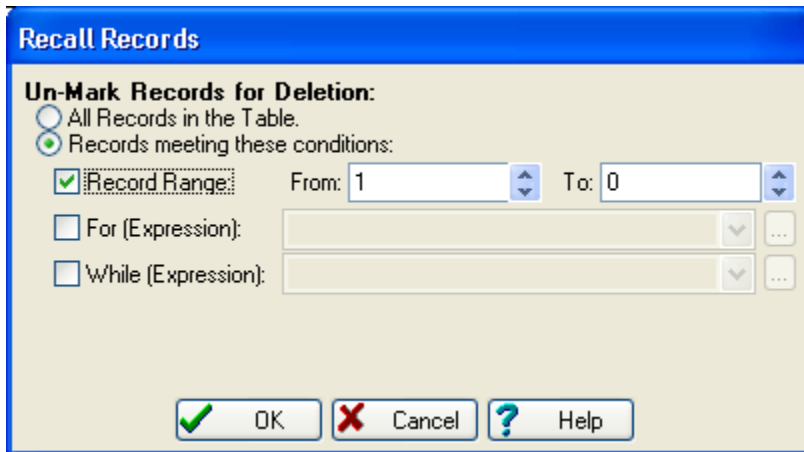 Recall Records
Un-Mark Records for Deletion:
All Records in the Table.
Records meeting these conditions:
Record Range: From: 1 To: 0
For (Expression): ...
While (Expression): ...
OK Cancel Help